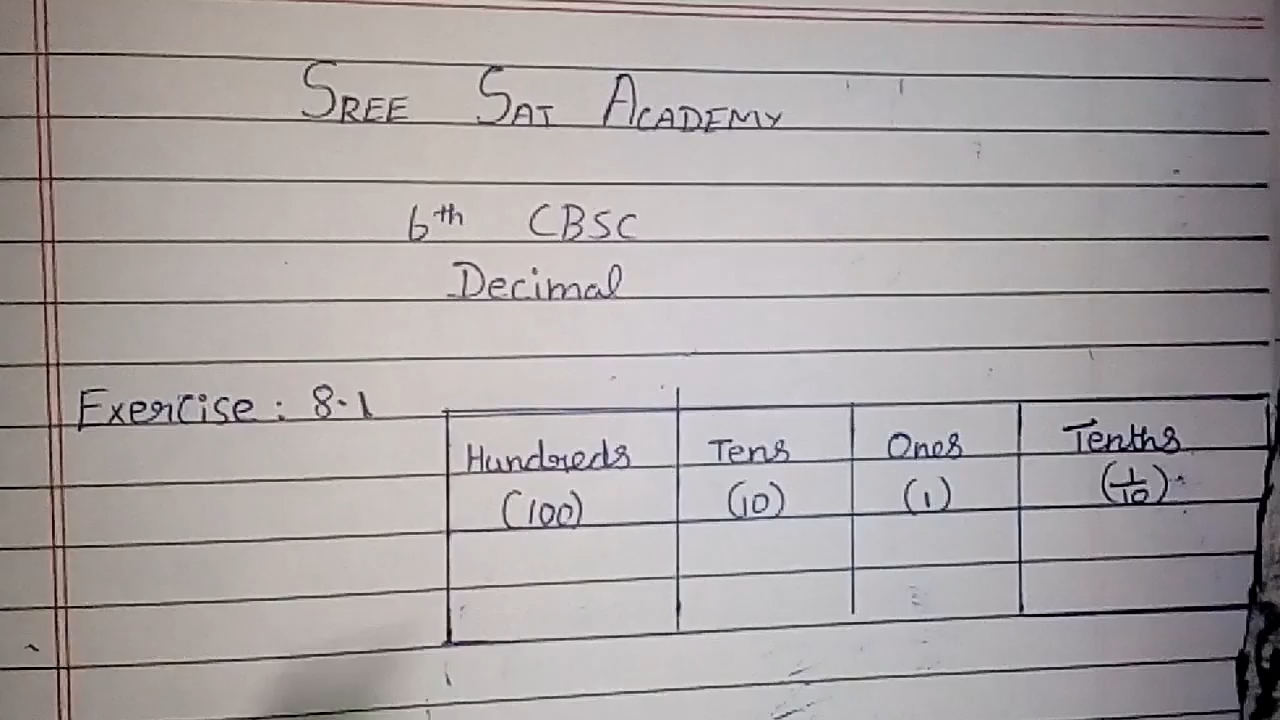 SREE SAI ACADEMY
6th CBSC
Decimal
Exercise : 8.1
Hundreds Tens Ones Tenths
(100) (10) (1) (1/10)